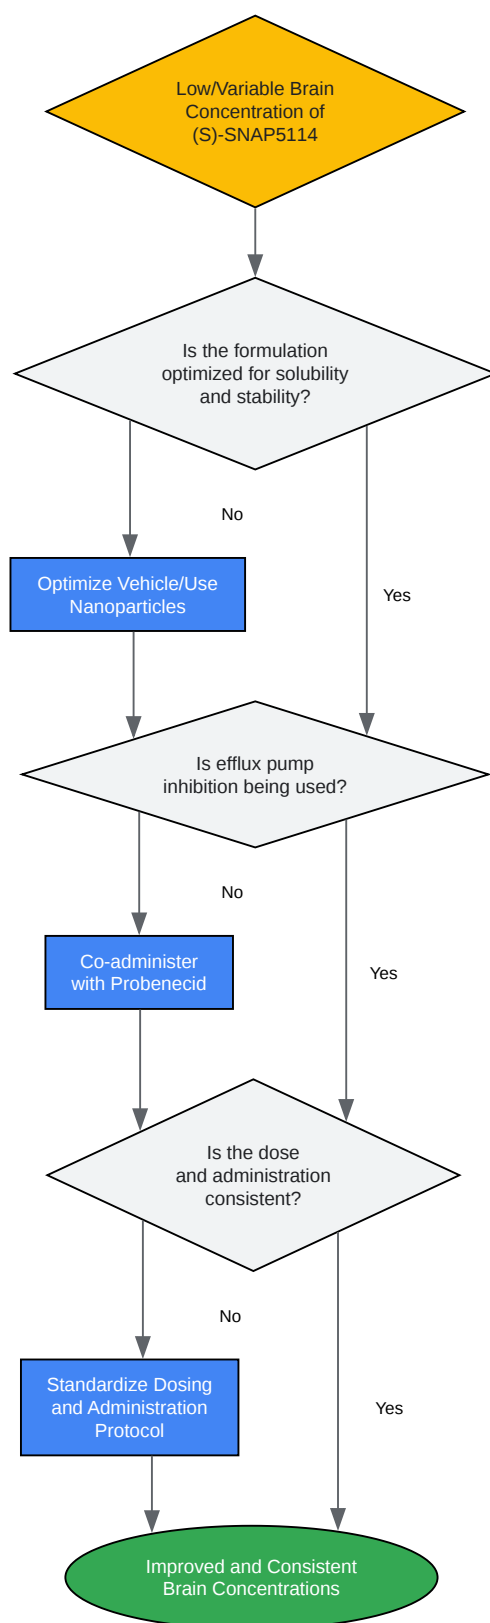 Low/Variable Brain
Concentration of
(S)-SNAP5114
Is the formulation
optimized for solubility
and stability?
No
Optimize Vehicle/Use
Nanoparticles
Yes
Is efflux pump
inhibition being used?
No
Co-administer
with Probenecid
Yes
Is the dose
and administration
consistent?
No
Standardize Dosing
and Administration
Protocol
Yes
Improved and Consistent
Brain Concentrations